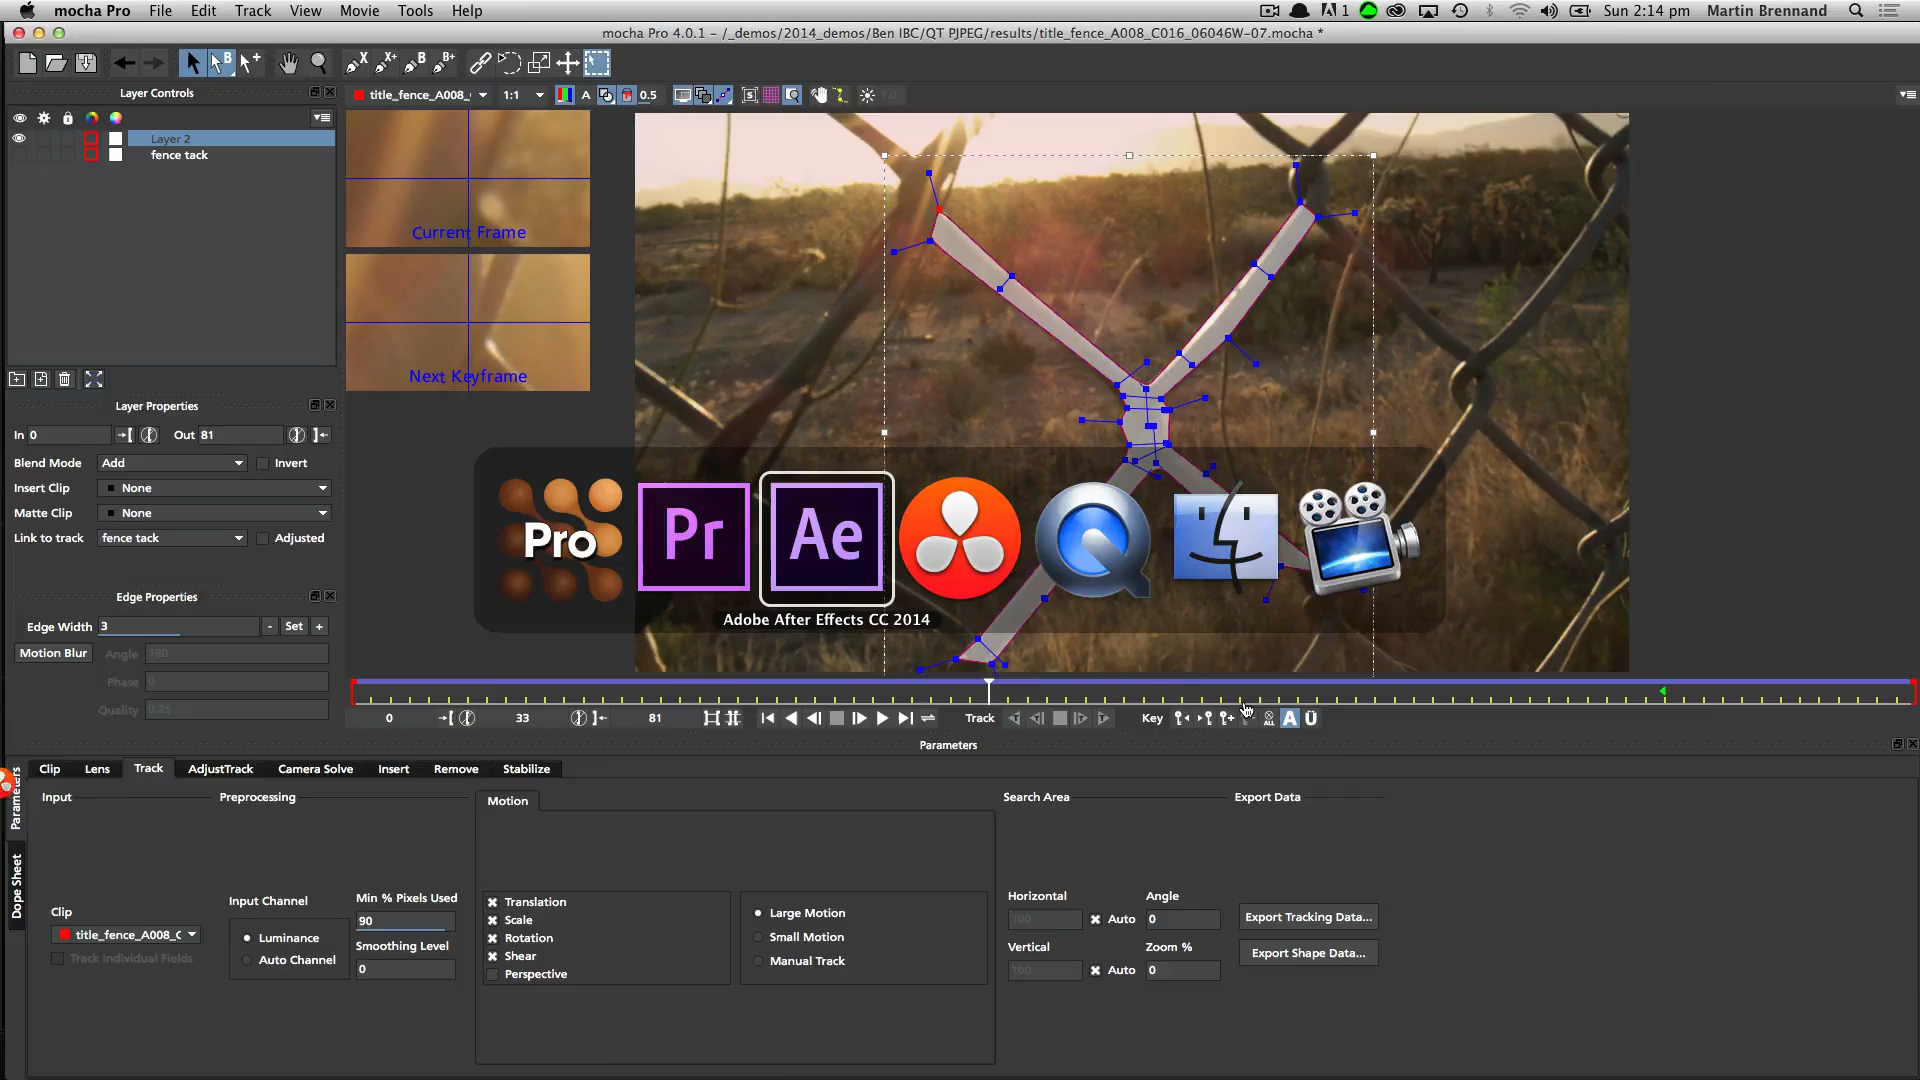 mocha Pro File Edit Track View Movie Tools Help 1 Sun 2:14 pm Martin Brennand
mocha Pro 4.0.1 - /_demos/2014_demos/Ben IBC/QT PJPEG/results/title_fence_A008_C016_06046W-07.mocha *
Layer Controls
title_fence_A008_ 1:1 A 0.5 1.0
Layer 2
fence tack
Current Frame
Next Keyframe
Layer Properties
In 0 Out 81
Blend Mode Add Invert
Insert Clip None
Matte Clip None
Link to track fence tack Adjusted
Pro Pr Ae
Adobe After Effects CC 2014
Edge Properties
Edge Width 3 - Set +
Motion Blur Angle 180
Phase 0
Quality 0.25
0 33 81 Track Key ALL A Ü
Parameters
Clip Lens Track AdjustTrack Camera Solve Insert Remove Stabilize
Parameters
Dope Sheet
Input Preprocessing Motion Search Area Export Data
Clip
title_fence_A008_C
Track Individual Fields
Input Channel
Luminance
Auto Channel
Min % Pixels Used
90
Smoothing Level
0
Translation
Scale
Rotation
Shear
Perspective
Large Motion
Small Motion
Manual Track
Horizontal Angle
100 Auto 0
Vertical Zoom %
100 Auto 0
Export Tracking Data...
Export Shape Data...